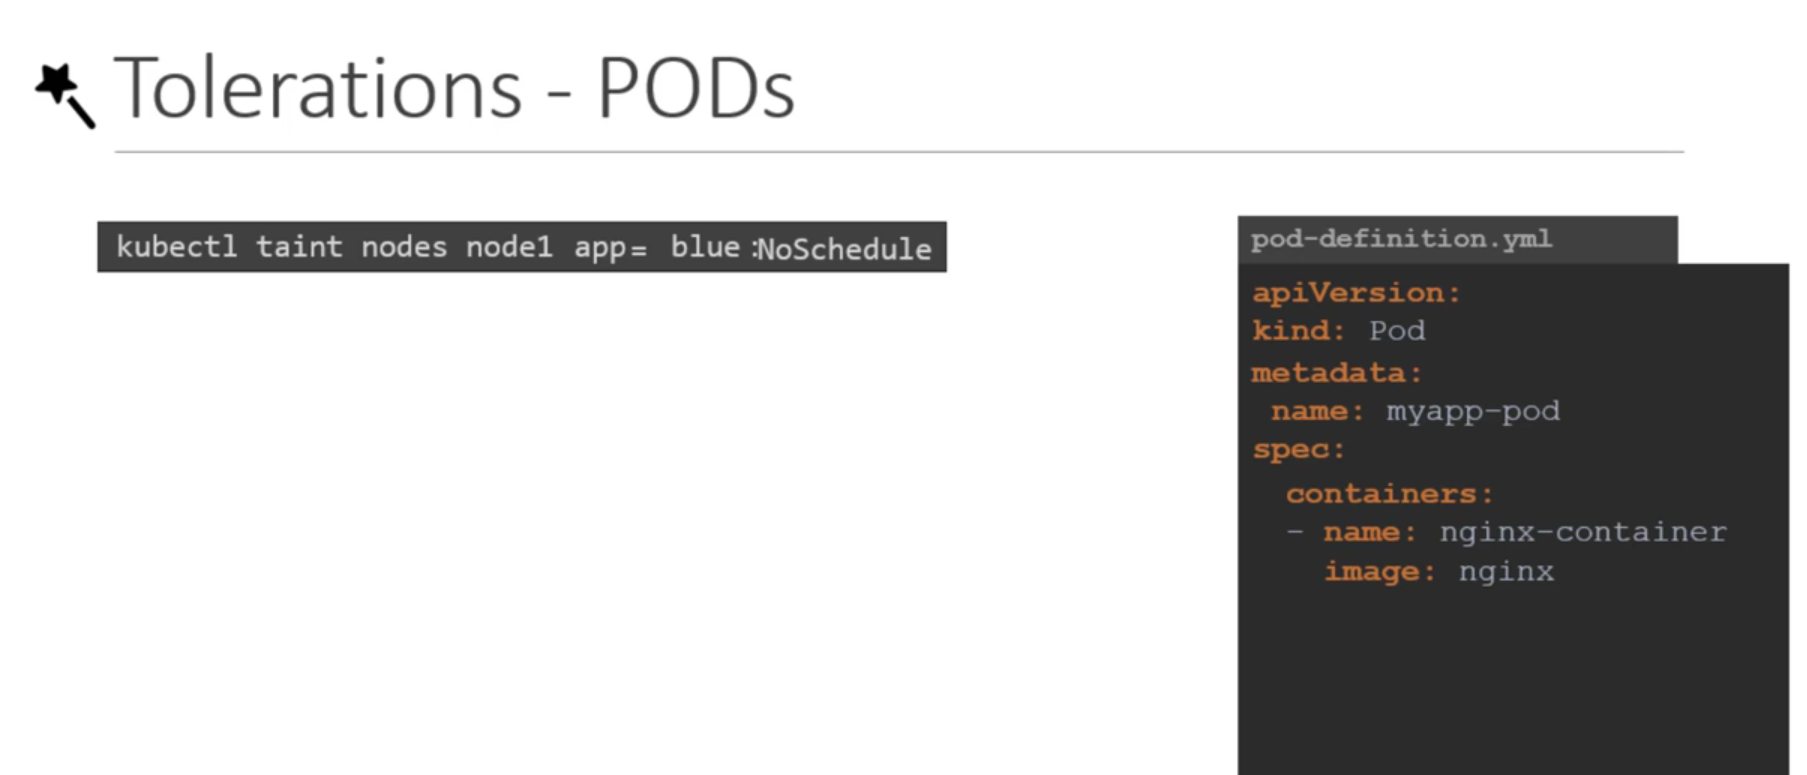 Tolerations - PODs
kubectl taint nodes node1 app= blue :NoSchedule
pod-definition.yml
apiVersion:
kind: Pod
metadata:
 name: myapp-pod
spec:
  containers:
  - name: nginx-container
    image: nginx